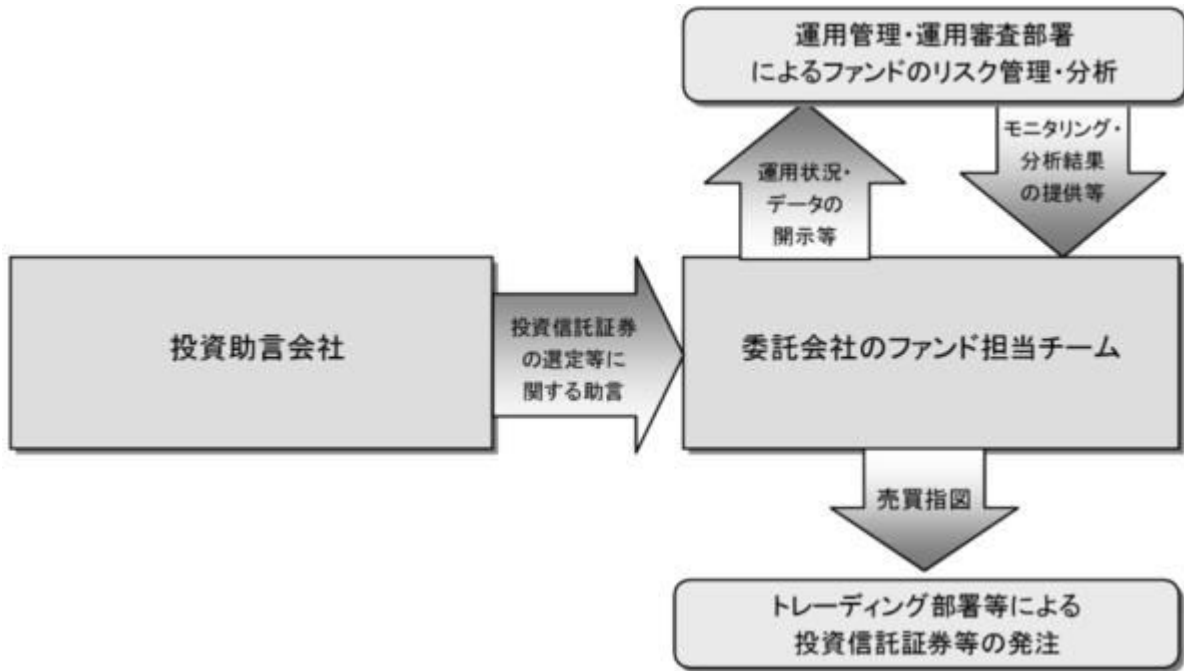 運用管理・運用審査部署
によるファンドのリスク管理・分析
運用状況・
データの
開示等
モニタリング・
分析結果
の提供等
投資助言会社
投資信託証券
の選定等に
関する助言
委託会社のファンド担当チーム
売買指図
トレーディング部署等による
投資信託証券等の発注